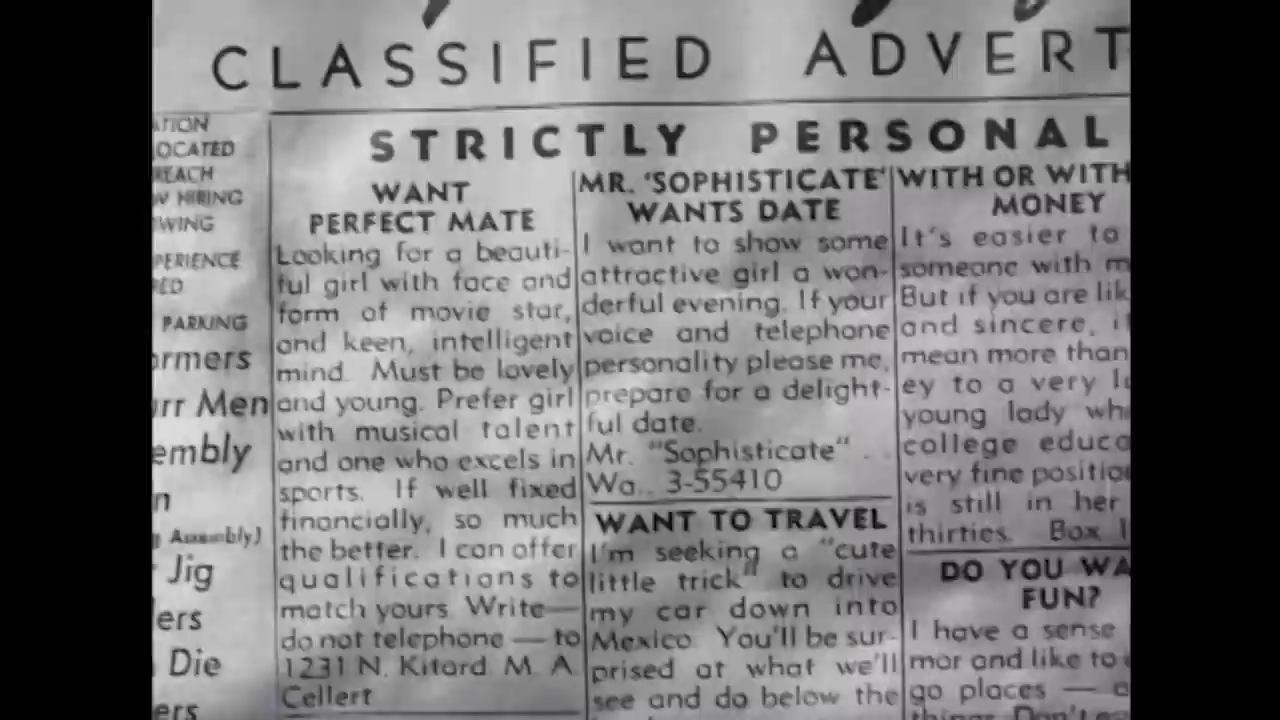 CLASSIFIED ADVERT
ATION
OCATED
REACH
W HIRING
WING
PERIENCE
RED
PARKING
ormers
urr Men
embly
n
Assembly)
Jig
ers
Die
ers
STRICTLY PERSONAL
WANT
PERFECT MATE
Looking for a beauti-
ful girl with face and
form of movie star,
and keen, intelligent
mind. Must be lovely
and young. Prefer girl
with musical talent
and one who excels in
sports. If well fixed
financially, so much
the better. I can offer
qualifications to
match yours. Write—
do not telephone — to
1231 N. Kitard M. A.
Cellert
MR. 'SOPHISTICATE'
WANTS DATE
I want to show some
attractive girl a won-
derful evening. If your
voice and telephone
personality please me,
prepare for a delight-
ful date.
Mr. "Sophisticate" . .
Wa.. 3-55410
WANT TO TRAVEL
I'm seeking a "cute
little trick" to drive
my car down into
Mexico. You'll be sur-
prised at what we'll
see and do below the
WITH OR WITH
MONEY
It's easier to
someone with m
But if you are lik
and sincere, i
mean more than
ey to a very l
young lady wh
college educa
very fine positio
is still in her
thirties. Box 1
DO YOU WA
FUN?
I have a sense
mor and like to
go places — a
things. Don't